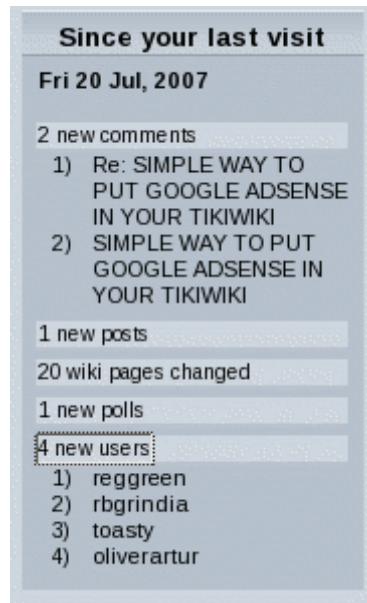 Since your last visit
Fri 20 Jul, 2007
2 new comments
1) Re: SIMPLE WAY TO
PUT GOOGLE ADSENSE
IN YOUR TIKIWIKI
2) SIMPLE WAY TO PUT
GOOGLE ADSENSE IN
YOUR TIKIWIKI
1 new posts
20 wiki pages changed
1 new polls
4 new users
1) reggreen
2) rbgrindia
3) toasty
4) oliverartur